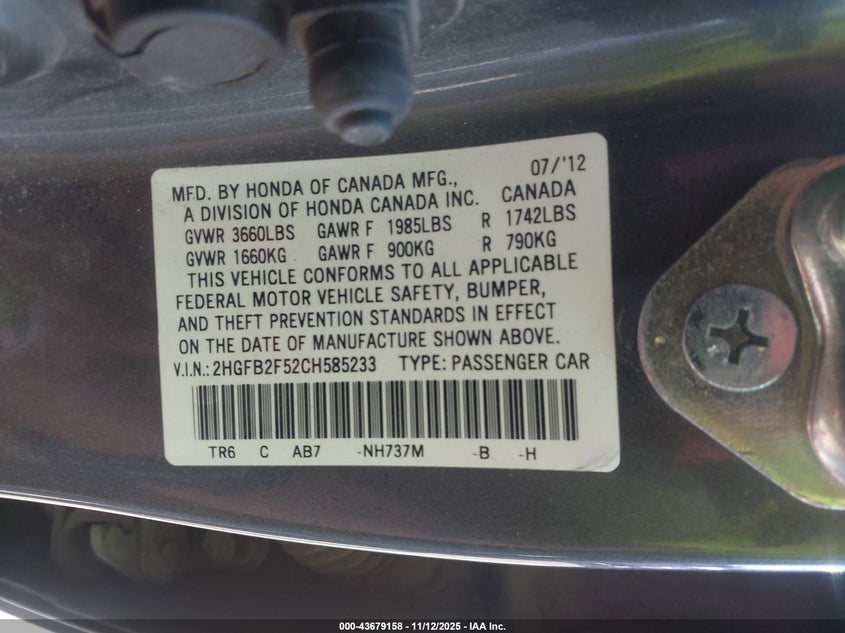 07/'12
MFD. BY HONDA OF CANADA MFG.,
A DIVISION OF HONDA CANADA INC. CANADA
GVWR 3660LBS GAWR F 1985LBS R 1742LBS
GVWR 1660KG GAWR F 900KG R 790KG
THIS VEHICLE CONFORMS TO ALL APPLICABLE
FEDERAL MOTOR VEHICLE SAFETY, BUMPER,
AND THEFT PREVENTION STANDARDS IN EFFECT
ON THE DATE OF MANUFACTURE SHOWN ABOVE.
V.I.N.: 2HGFB2F52CH585233 TYPE: PASSENGER CAR
TR6 C AB7 -NH737M -B -H
000-43679158 - 11/12/2025 - IAA Inc.